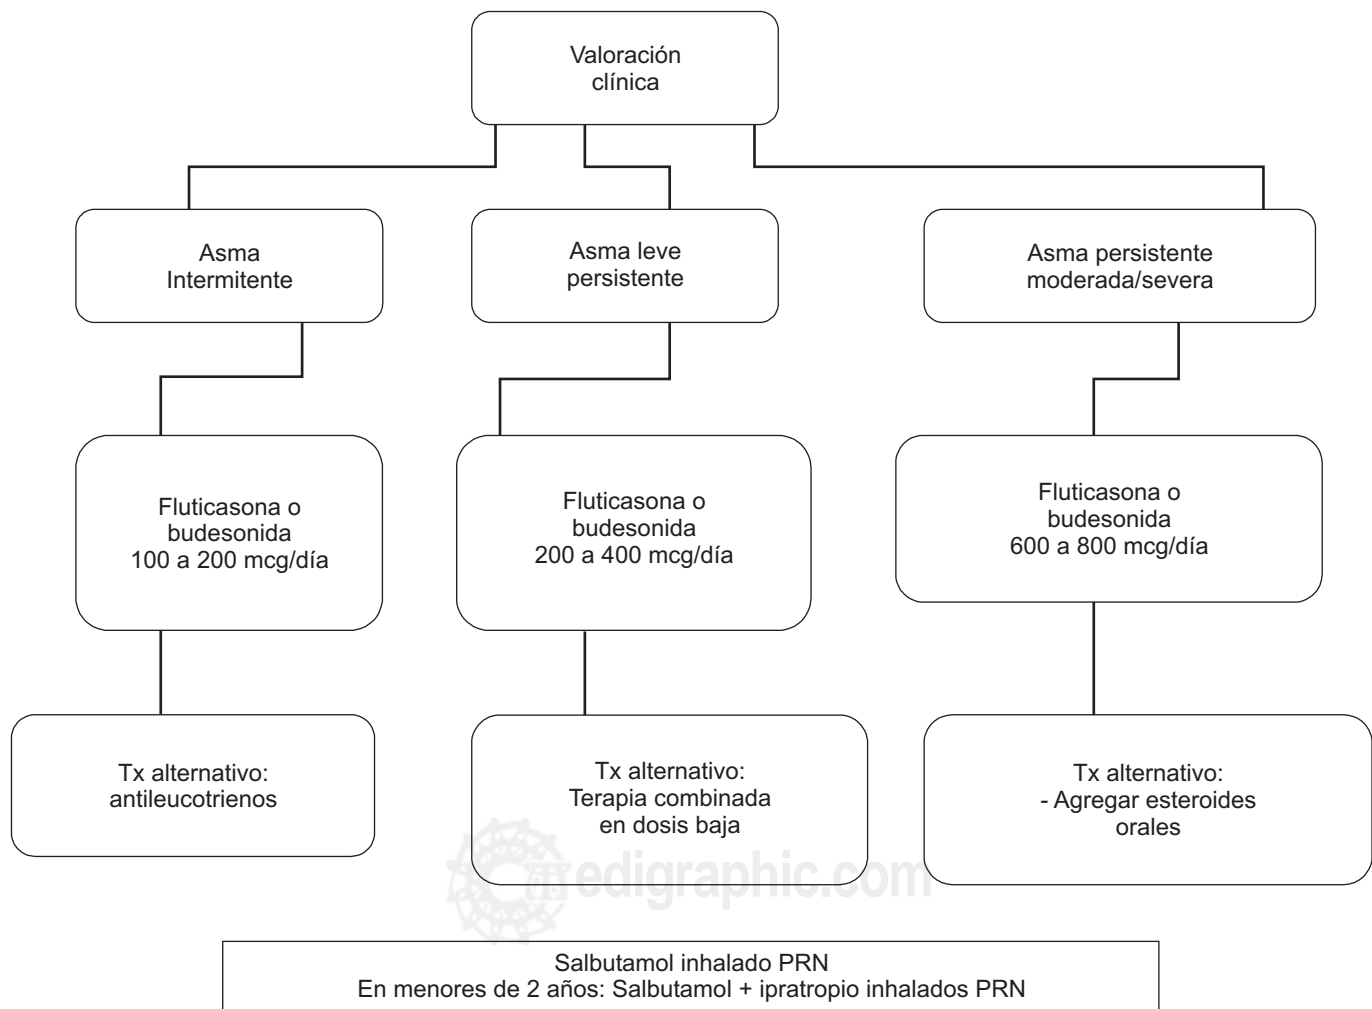 Valoración
clínica
Asma
Intermitente
Asma leve
persistente
Asma persistente
moderada/severa
Fluticasona o
budesonida
100 a 200 mcg/día
Fluticasona o
budesonida
200 a 400 mcg/día
Fluticasona o
budesonida
600 a 800 mcg/día
Tx alternativo:
antileucotrienos
Tx alternativo:
Terapia combinada
en dosis baja
Tx alternativo:
- Agregar esteroides
orales
medigraphic.com
Salbutamol inhalado PRN
En menores de 2 años: Salbutamol + ipratropio inhalados PRN